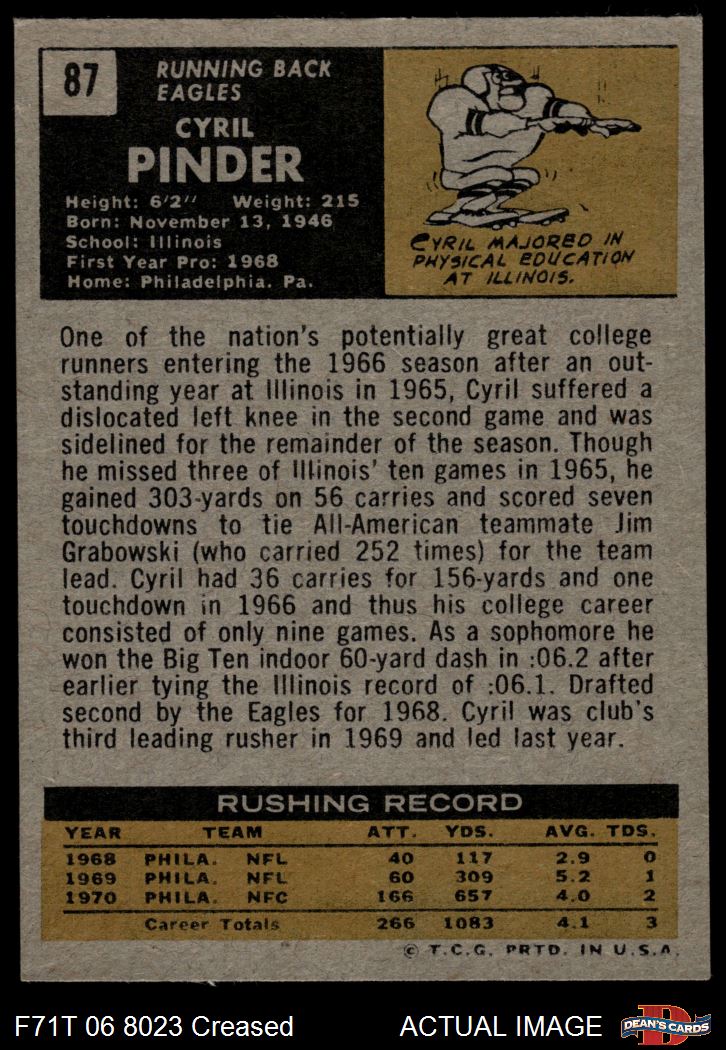 87
RUNNING BACK
EAGLES
CYRIL
PINDER
Height: 6'2" Weight: 215
Born: November 13, 1946
School: Illinois
First Year Pro: 1968
Home: Philadelphia. Pa.
CYRIL MAJORED IN
PHYSICAL EDUCATION
AT ILLINOIS.
One of the nation's potentially great college
runners entering the 1966 season after an out-
standing year at Illinois in 1965, Cyril suffered a
dislocated left knee in the second game and was
sidelined for the remainder of the season. Though
he missed three of Illinois' ten games in 1965, he
gained 303-yards on 56 carries and scored seven
touchdowns to tie All-American teammate Jim
Grabowski (who carried 252 times) for the team
lead. Cyril had 36 carries for 156-yards and one
touchdown in 1966 and thus his college career
consisted of only nine games. As a sophomore he
won the Big Ten indoor 60-yard dash in :06.2 after
earlier tying the Illinois record of :06.1. Drafted
second by the Eagles for 1968. Cyril was club's
third leading rusher in 1969 and led last year.
RUSHING RECORD
YEAR TEAM ATT. YDS. AVG. TDS.
1968 PHILA. NFL 40 117 2.9 0
1969 PHILA. NFL 60 309 5.2 1
1970 PHILA. NFC 166 657 4.0 2
Career Totals 266 1083 4.1 3
© T.C.G. PRTD. IN U.S.A.
F71T 06 8023 Creased ACTUAL IMAGE
D
DEAN'S CARDS